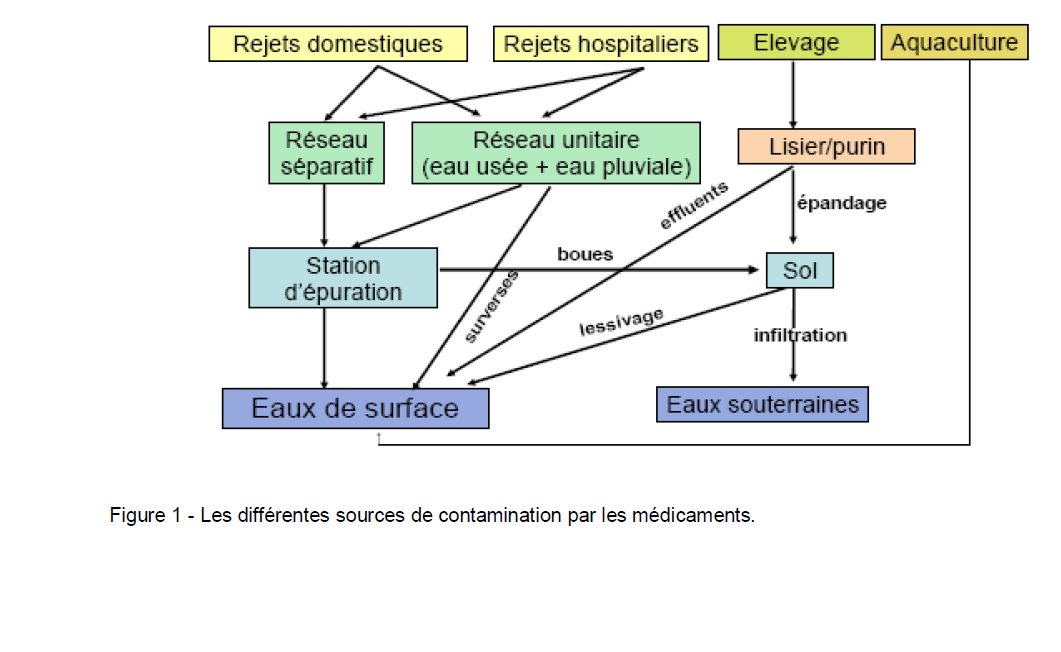 Rejets domestiques
Rejets hospitaliers
Elevage
Aquaculture
Réseau
séparatif
Réseau unitaire
(eau usée + eau pluviale)
Lisier/purin
effluents
épandage
Station
d'épuration
boues
Sol
surverses
lessivage
infiltration
Eaux de surface
Eaux souterraines
Figure 1 - Les différentes sources de contamination par les médicaments.